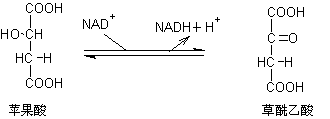 COOH
HO-C-H
H-C-H
COOH
苹果酸
NAD+
NADH+H+
COOH
C=O
H-C-H
COOH
草酰乙酸